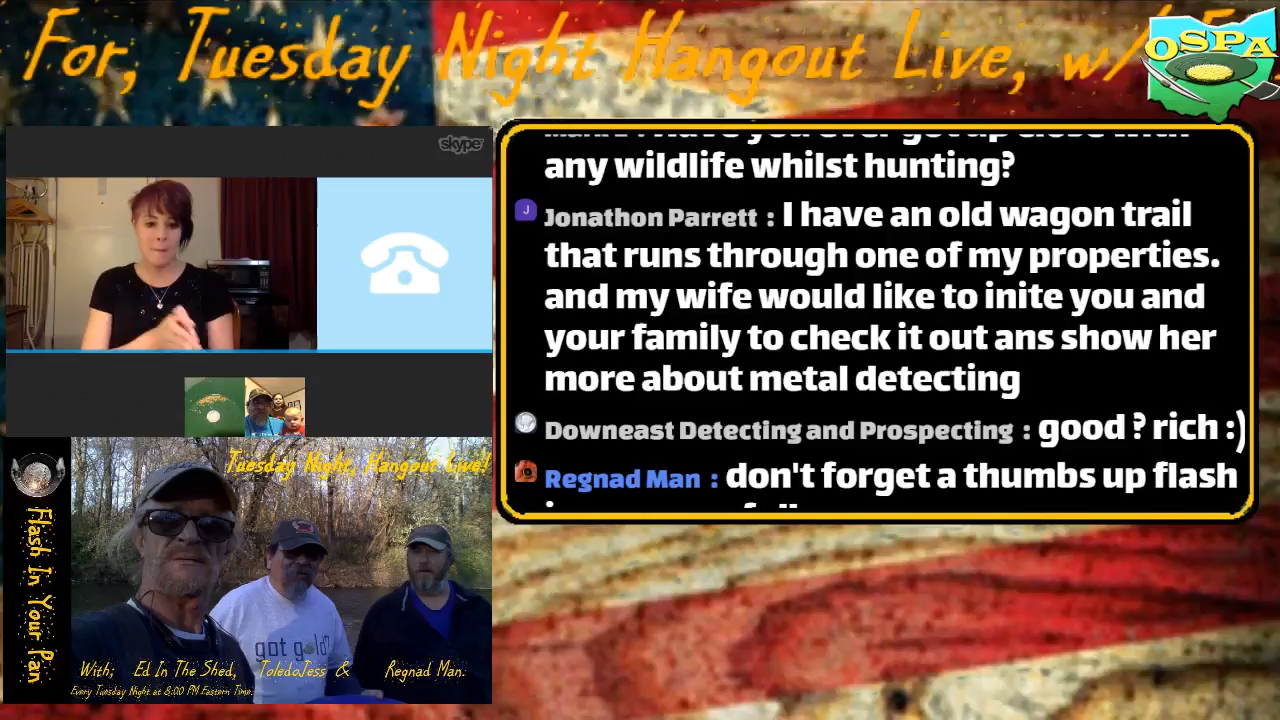 For, Tuesday Night Hangout Live, w/
OSPA
skype
any wildlife whilst hunting?
J
Jonathon Parrett : I have an old wagon trail
that runs through one of my properties.
and my wife would like to inite you and
your family to check it out ans show her
more about metal detecting
Downeast Detecting and Prospecting : good ? rich :)
Regnad Man : don't forget a thumbs up flash
Tuesday Night, Hangout Live!
Flash In Your Pan
got gold?
With; Ed In The Shed, ToledoJess & Regnad Man.
Every Tuesday Night at 8:00 PM Eastern Time.